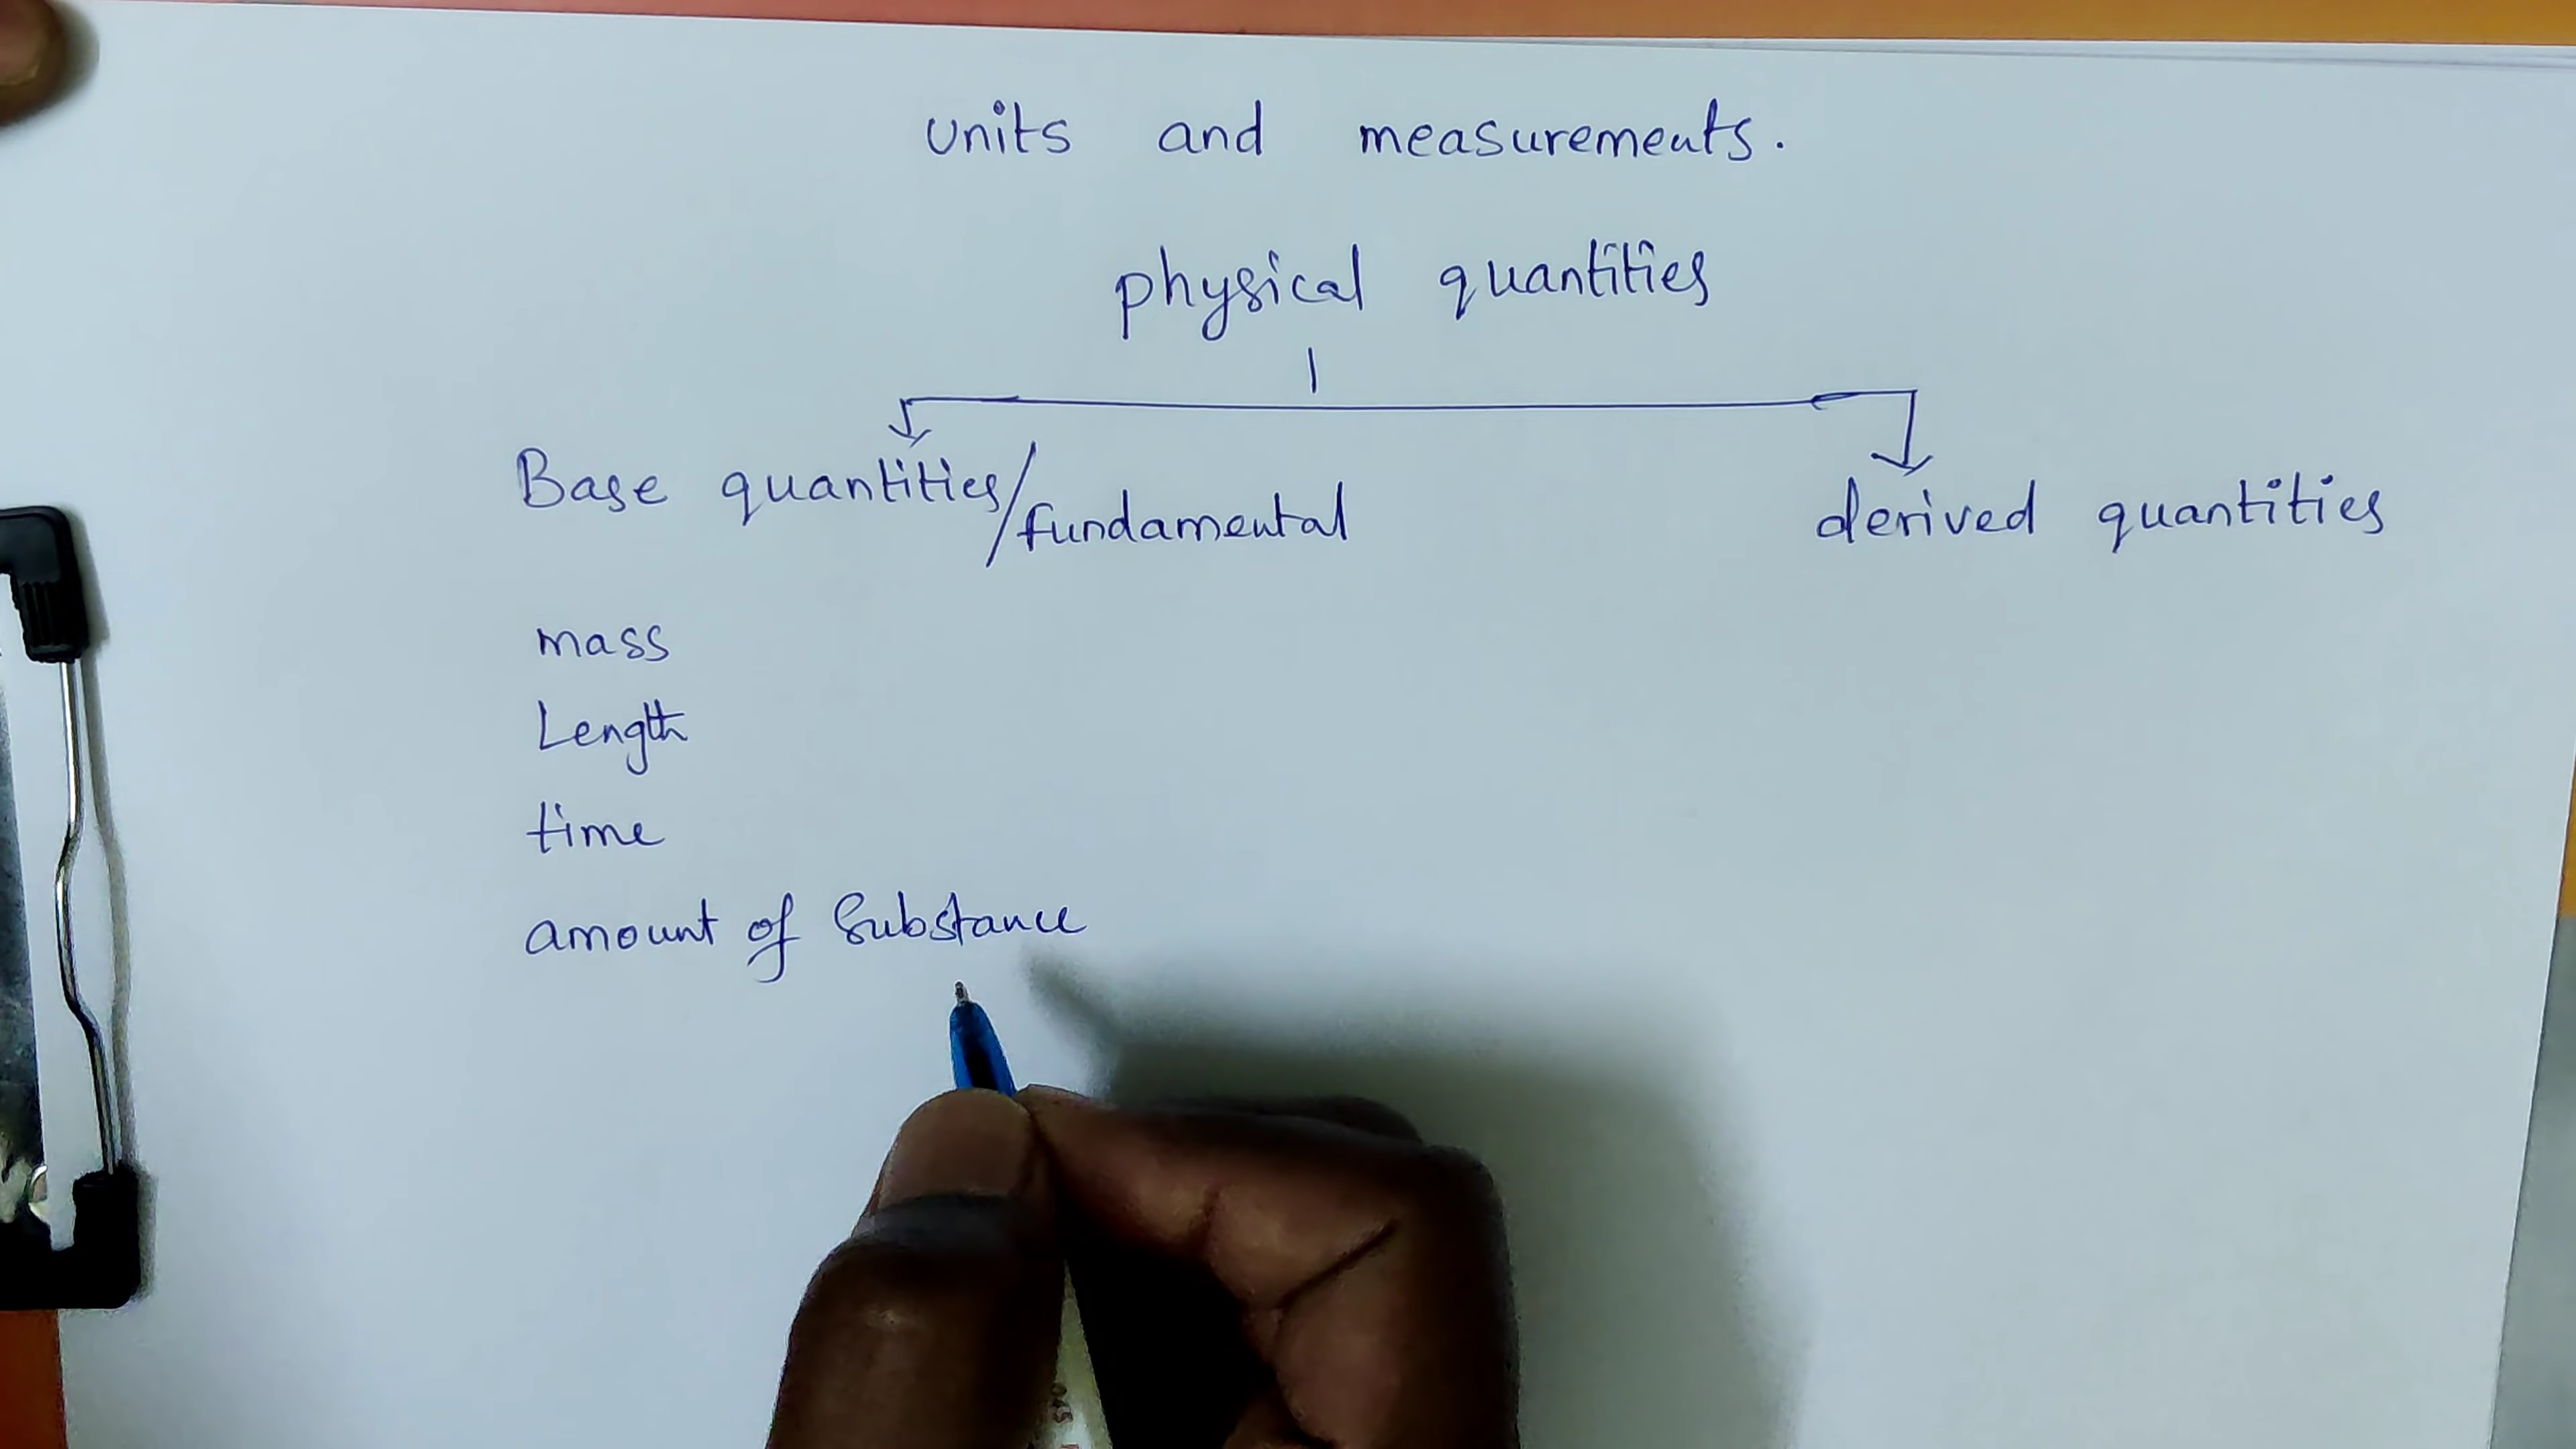 units and measurements.
physical quantities
Base quantities/fundamental
derived quantities
mass
Length
time
amount of Substance